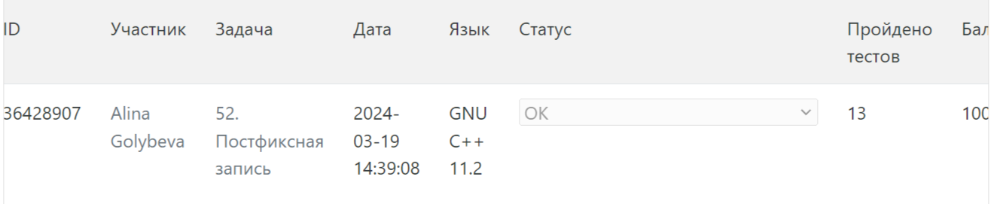 ID Участник Задача Дата Язык Статус Пройдено Бал
тестов
36428907 Alina 52. 2024- GNU OK 13 100
Golybeva Постфиксная 03-19 C++
запись 14:39:08 11.2